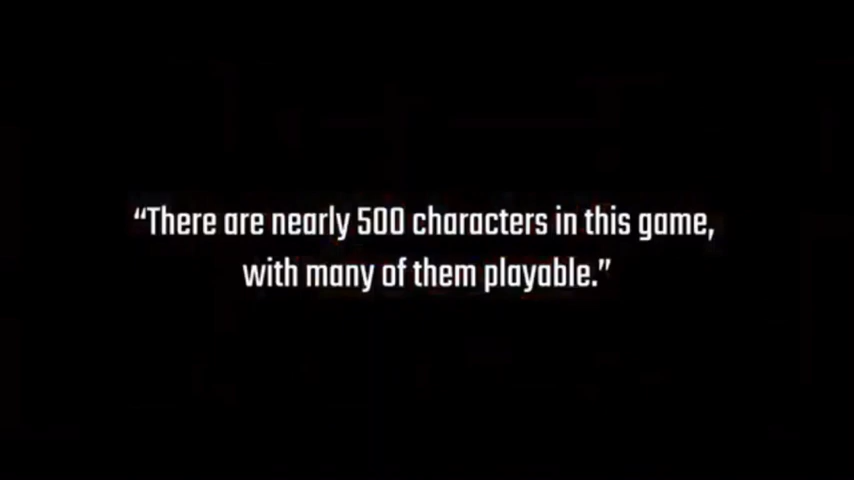 “There are nearly 500 characters in this game,
with many of them playable.”